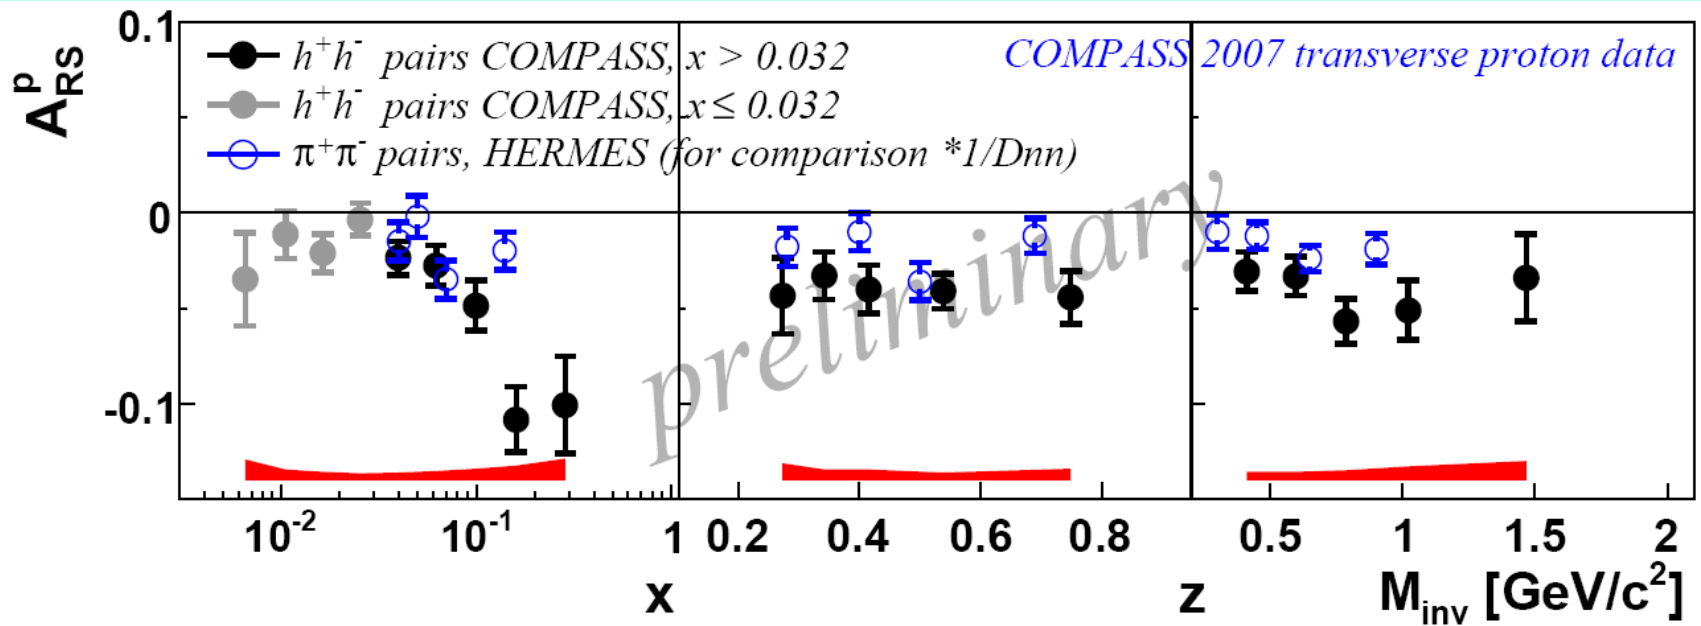 0.1
h⁺h⁻ pairs COMPASS, x > 0.032
COMPASS 2007 transverse proton data
h⁺h⁻ pairs COMPASS, x ≤ 0.032
π⁺π⁻ pairs, HERMES (for comparison *1/Dnn)
A^p_RS
0
-0.1
preliminary
10⁻² 10⁻¹ 1 0.2 0.4 0.6 0.8 0.5 1 1.5 2
x z M_inv [GeV/c²]